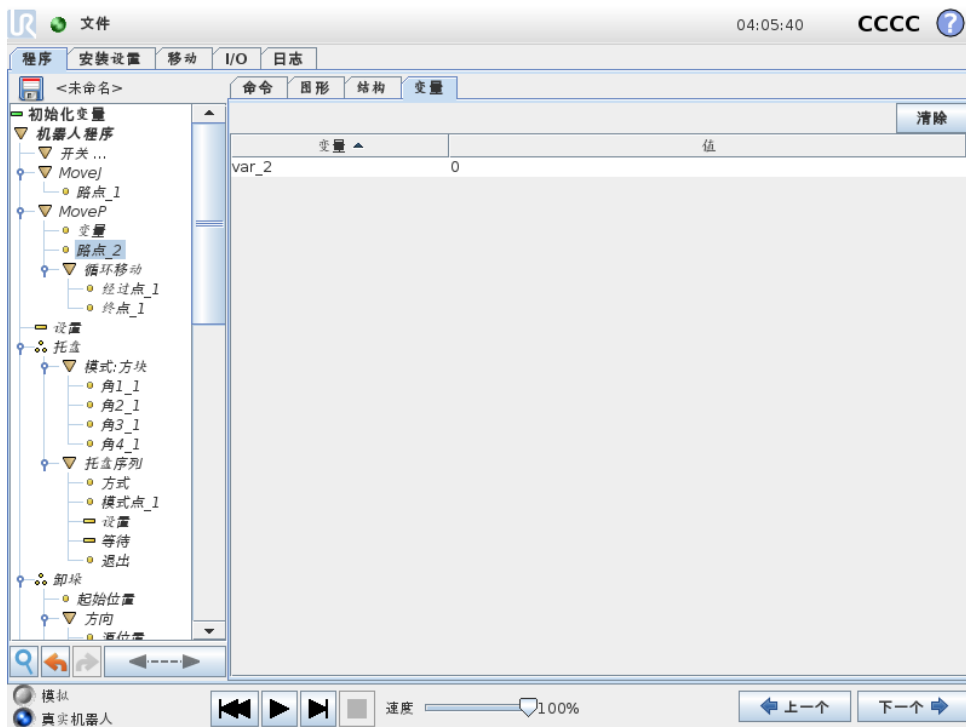 UR 文件 04:05:40 CCCC ?
程序 安装设置 移动 I/O 日志
<未命名> 命令 图形 结构 变量
初始化变量
清除
机器人程序
变量 值
开关 ...
var_2 0
MoveJ
路点_1
MoveP
变量
路点_2
循环移动
经过点_1
终点_1
设置
托盘
模式:方块
角1_1
角2_1
角3_1
角4_1
托盘序列
方式
模式点_1
设置
等待
退出
卸垛
起始位置
方向
源位置
模拟
真实机器人
速度 100% 上一个 下一个